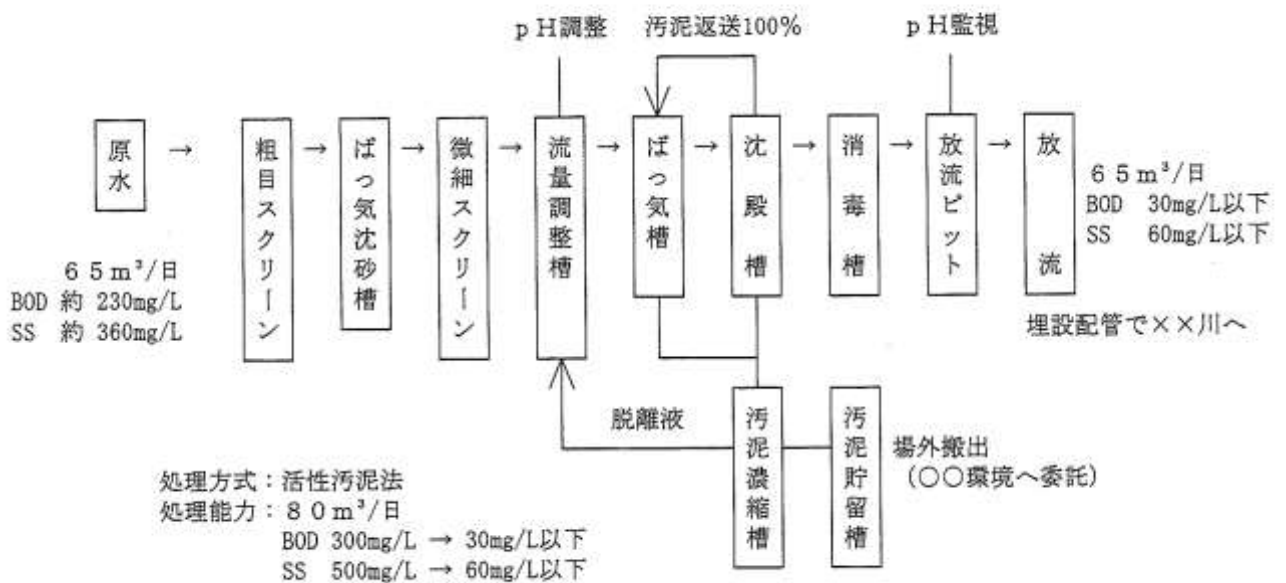 pH調整
汚泥返送100％
pH監視
原水
→
粗目スクリーン
→
ばっ気沈砂槽
→
微細スクリーン
→
流量調整槽
→
ばっ気槽
→
沈殿槽
→
消毒槽
→
放流ピット
→
放流
65m³/日
BOD 約 230mg/L
SS 約 360mg/L
65m³/日
BOD 30mg/L以下
SS 60mg/L以下
埋設配管で××川へ
脱離液
汚泥濃縮槽
汚泥貯留槽
場外搬出
(○○環境へ委託)
処理方式：活性汚泥法
処理能力：80m³/日
BOD 300mg/L → 30mg/L以下
SS 500mg/L → 60mg/L以下